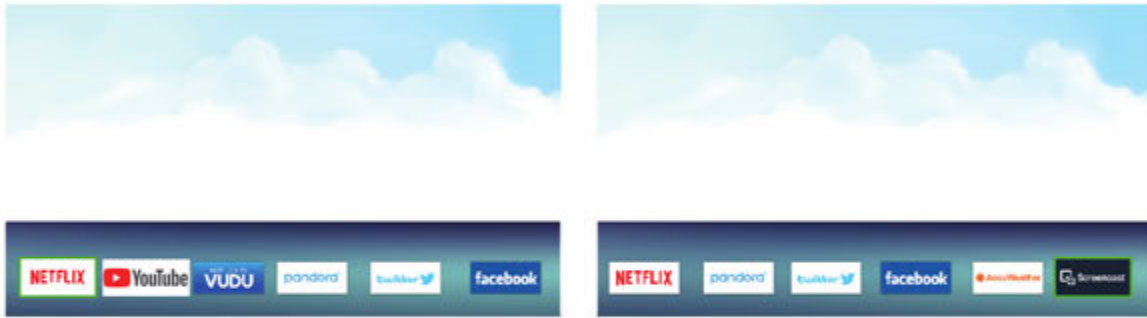 NETFLIX
YouTube
VUDU
pandora
twitter
facebook
NETFLIX
pandora
twitter
facebook
AccuWeather
Screencast